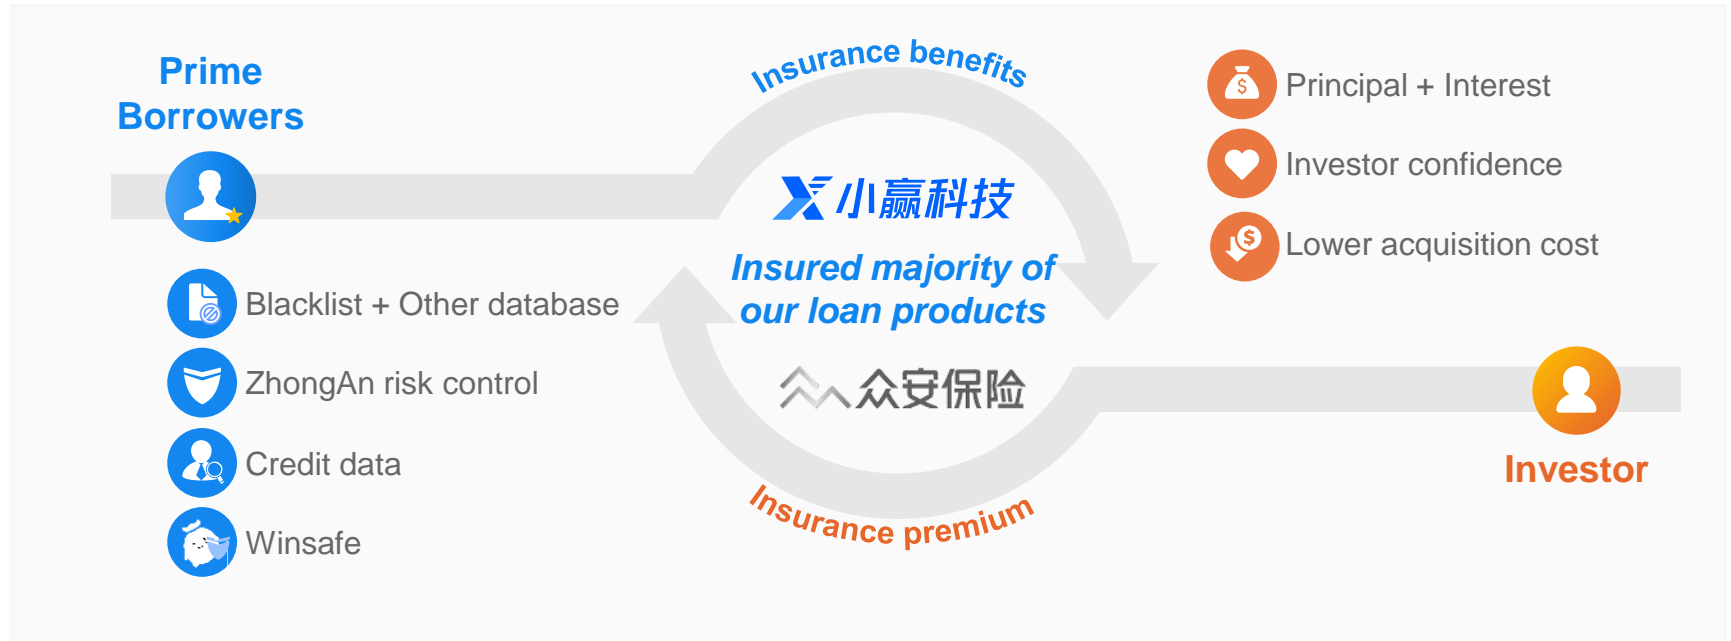 Prime
Borrowers
Blacklist + Other database
ZhongAn risk control
Credit data
Winsafe
Insurance benefits
小赢科技
Insured majority of
our loan products
众安保险
Insurance premium
Principal + Interest
Investor confidence
Lower acquisition cost
Investor